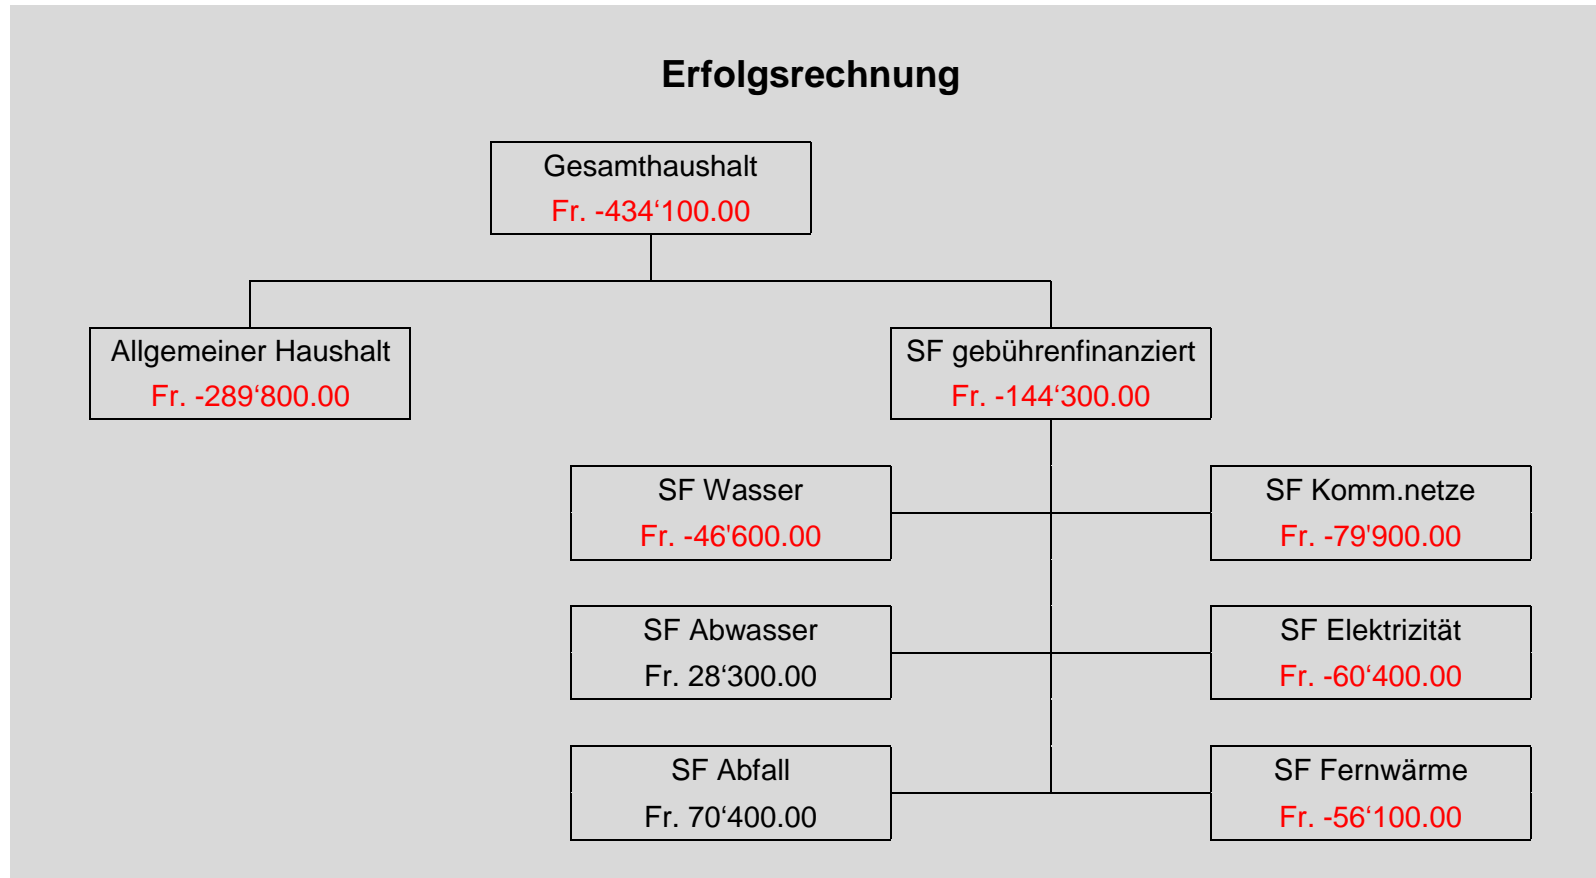 Erfolgsrechnung
Gesamthaushalt
Fr. -434‘100.00
Allgemeiner Haushalt
Fr. -289‘800.00
SF gebührenfinanziert
Fr. -144‘300.00
SF Wasser
Fr. -46'600.00
SF Komm.netze
Fr. -79'900.00
SF Abwasser
Fr. 28‘300.00
SF Elektrizität
Fr. -60‘400.00
SF Abfall
Fr. 70‘400.00
SF Fernwärme
Fr. -56‘100.00